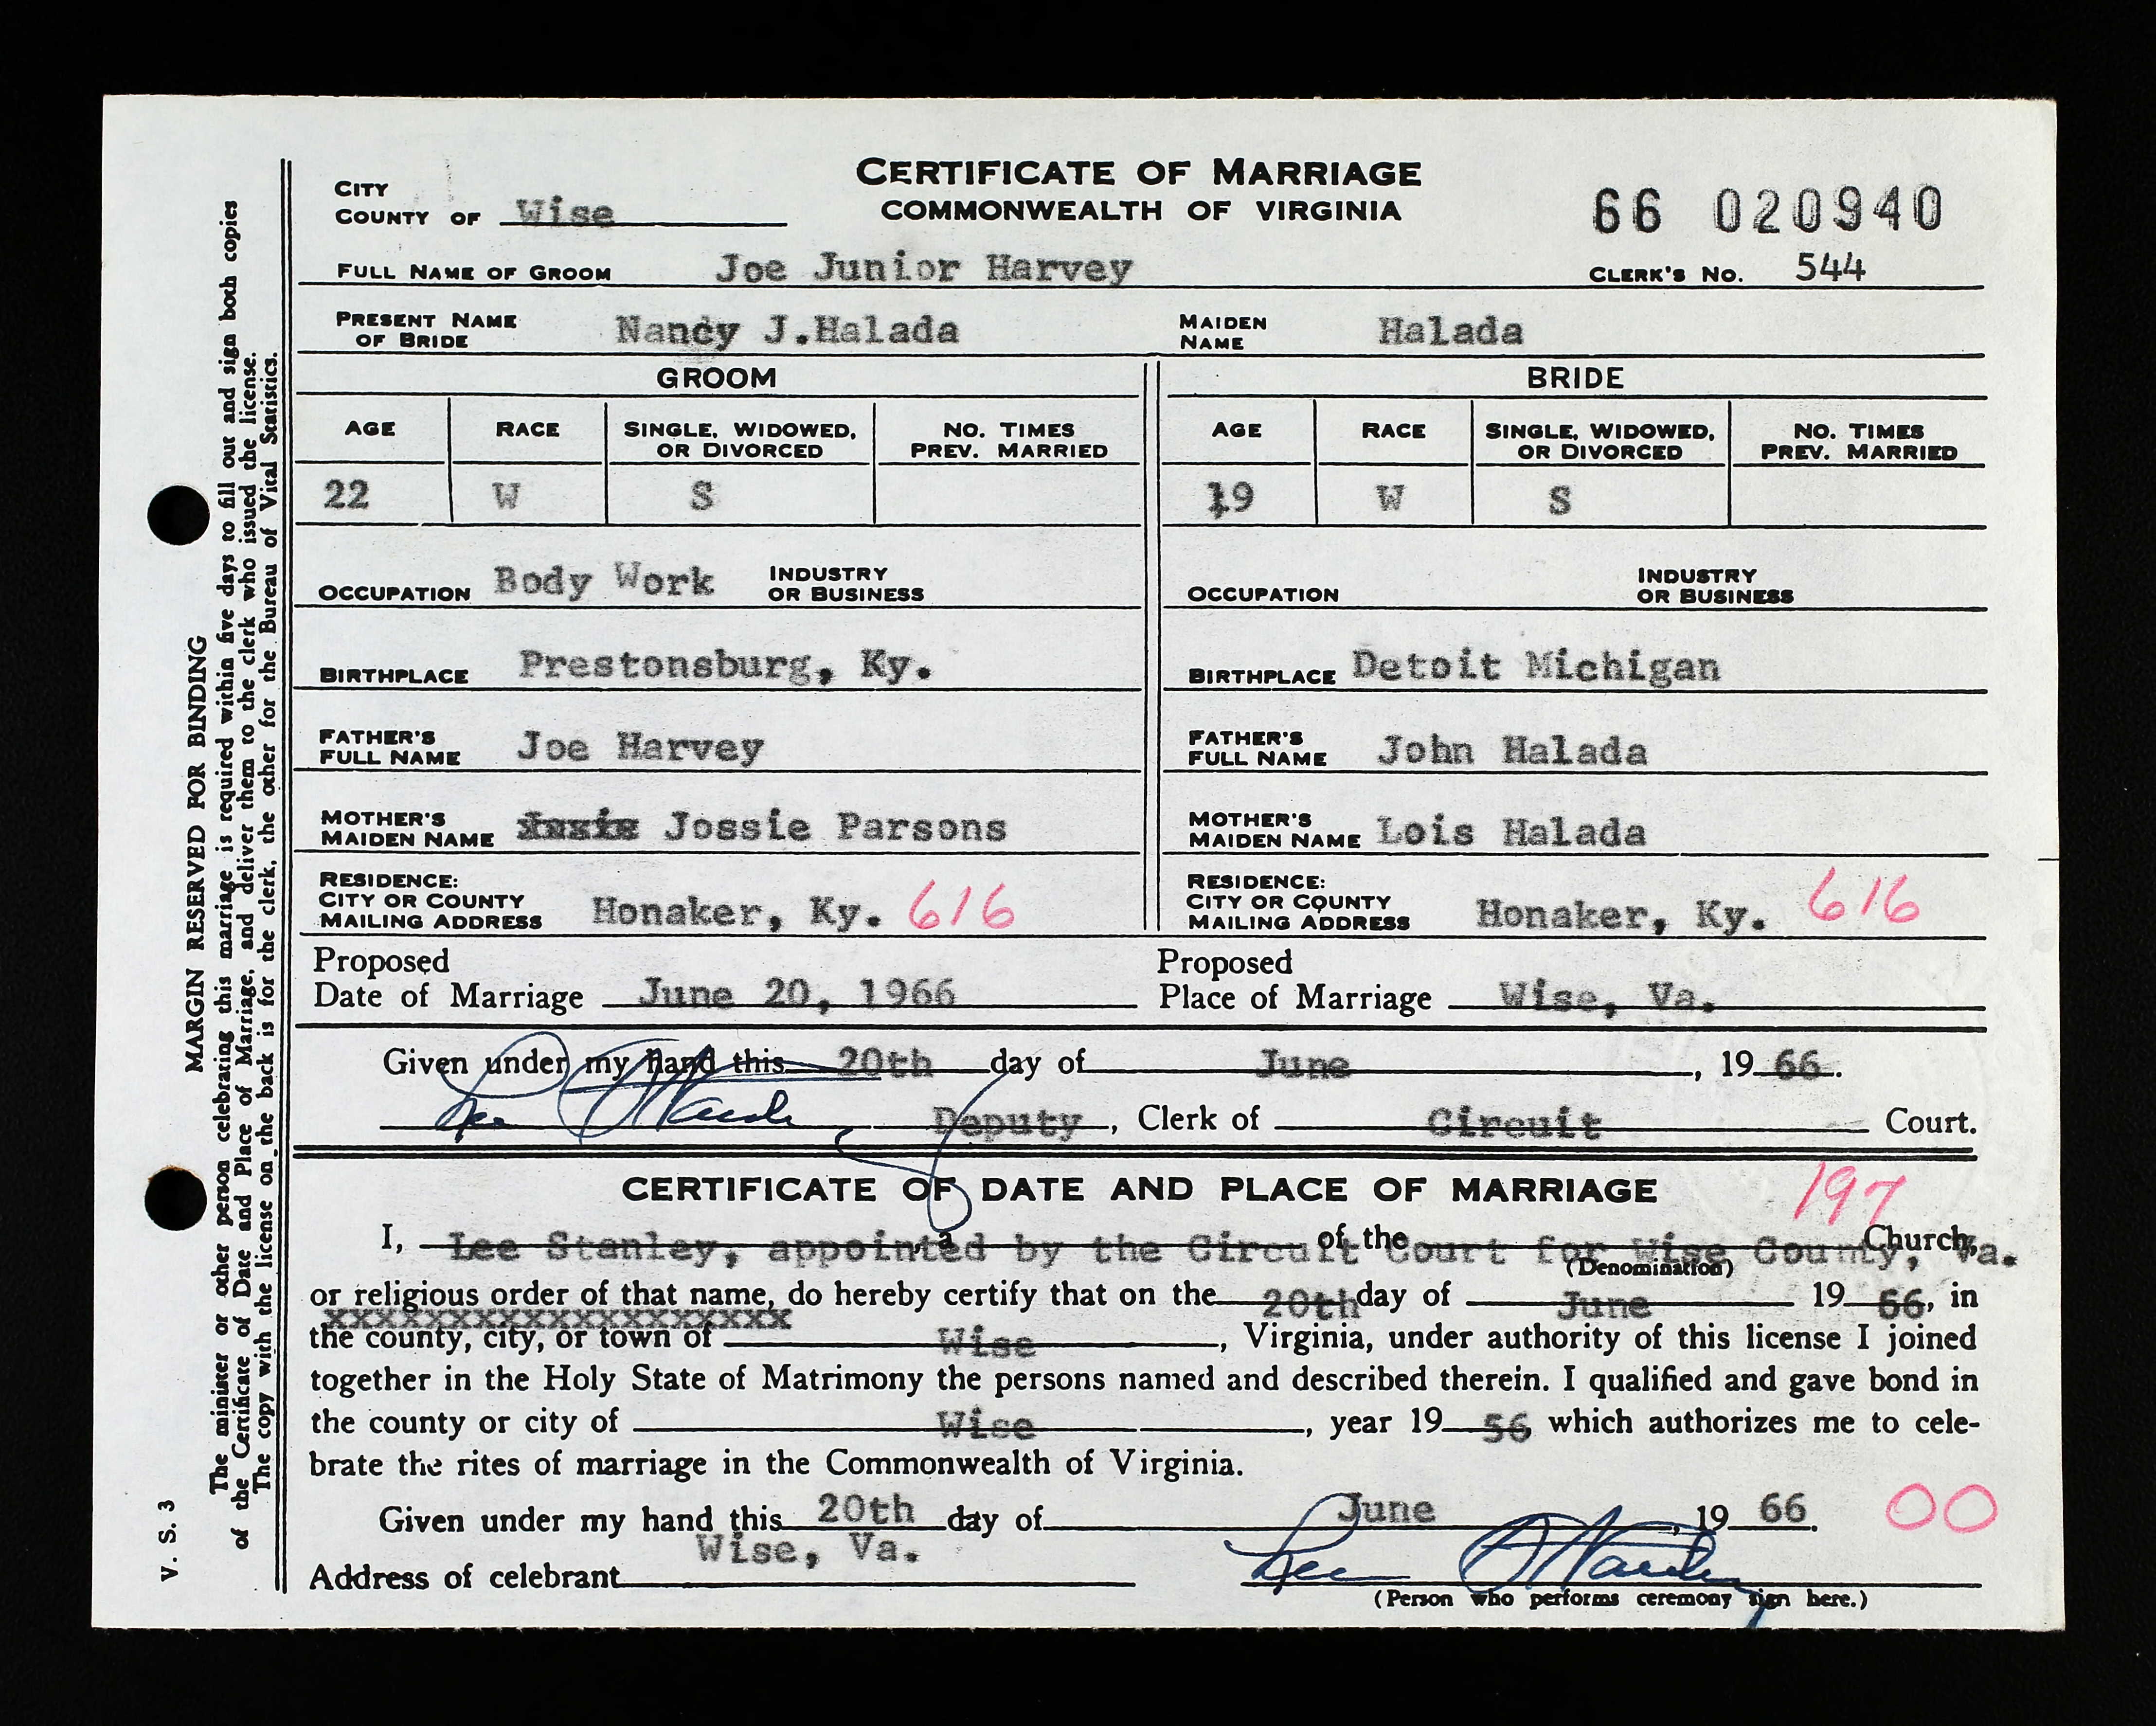 CERTIFICATE OF MARRIAGE
COMMONWEALTH OF VIRGINIA
CITY
COUNTY OF Wise
66 020940
FULL NAME OF GROOM Joe Junior Harvey CLERK'S NO. 544
PRESENT NAME OF BRIDE Nancy J.Halada MAIDEN NAME Halada
GROOM BRIDE
AGE RACE SINGLE, WIDOWED, OR DIVORCED NO. TIMES PREV. MARRIED AGE RACE SINGLE, WIDOWED, OR DIVORCED NO. TIMES PREV. MARRIED
22 W S 19 W S
OCCUPATION Body Work INDUSTRY OR BUSINESS OCCUPATION INDUSTRY OR BUSINESS
BIRTHPLACE Prestonsburg, Ky. BIRTHPLACE Detoit Michigan
FATHER'S FULL NAME Joe Harvey FATHER'S FULL NAME John Halada
MOTHER'S MAIDEN NAME Jossie Parsons MOTHER'S MAIDEN NAME Lois Halada
RESIDENCE: CITY OR COUNTY MAILING ADDRESS Honaker, Ky. 616 RESIDENCE: CITY OR COUNTY MAILING ADDRESS Honaker, Ky. 616
Proposed Date of Marriage June 20, 1966 Proposed Place of Marriage Wise, Va.
Given under my hand this 20th day of June, 19 66.
Deputy, Clerk of Circuit Court.
CERTIFICATE OF DATE AND PLACE OF MARRIAGE 197
I, Lee Stanley, appointed by the Circuit Court for Wise County, Va. , a of the Church,
(Denomination)
or religious order of that name, do hereby certify that on the 20th day of June 19 66, in
xxxxxxxxxxxxxxxxxxxxxxx
the county, city, or town of Wise, Virginia, under authority of this license I joined
together in the Holy State of Matrimony the persons named and described therein. I qualified and gave bond in
the county or city of Wise, year 19 56 which authorizes me to cele-
brate the rites of marriage in the Commonwealth of Virginia.
Given under my hand this 20th day of June, 19 66. 00
Address of celebrant Wise, Va.
(Person who performs ceremony sign here.)
MARGIN RESERVED FOR BINDING
The minister or other person celebrating this marriage is required within five days to fill out and sign both copies
of the Certificate of Date and Place of Marriage, and deliver them to the clerk who issued the license.
The copy with the license on the back is for the clerk, the other for the Bureau of Vital Statistics.
V. S. 3